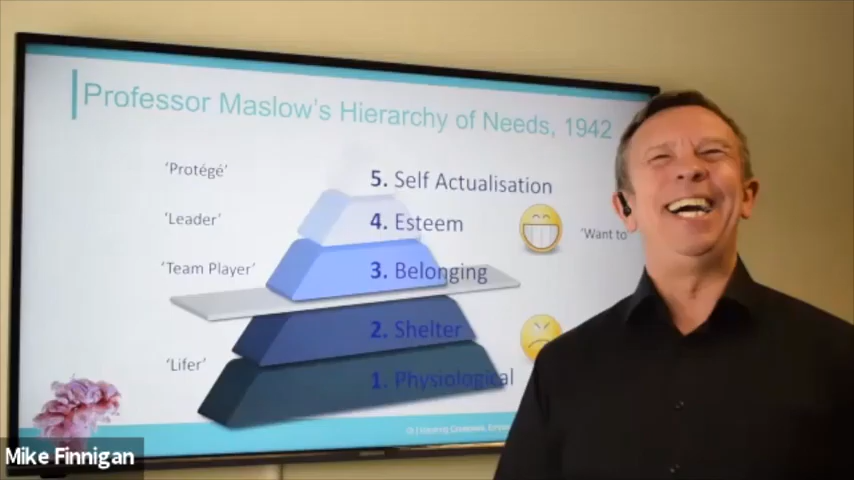 Professor Maslow's Hierarchy of Needs, 1942
'Protégé'
5. Self Actualisation
'Leader'
4. Esteem
'Want to
'Team Player'
3. Belonging
2. Shelter
'Lifer'
1. Physiological
Mike Finnigan